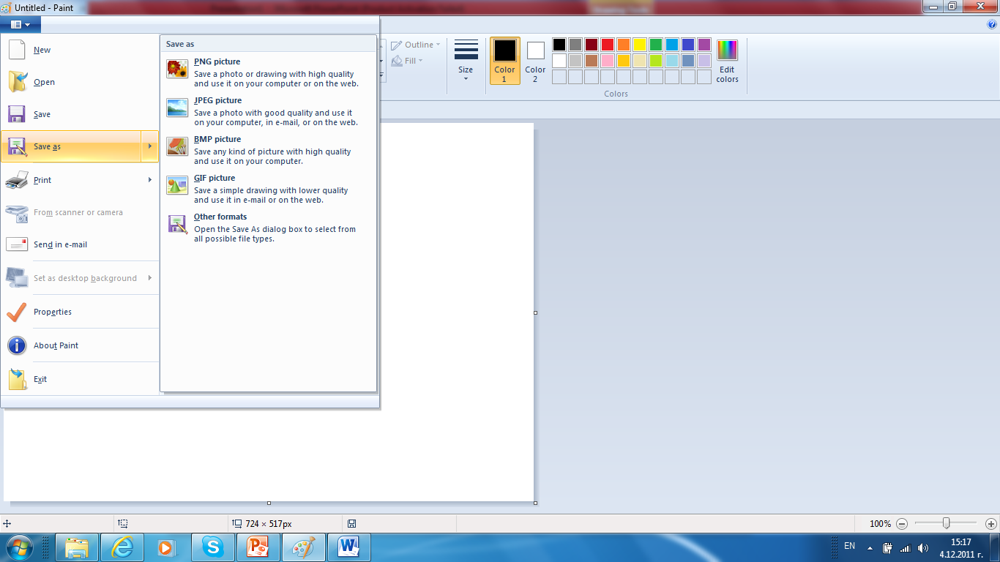 Untitled - Paint
New
Open
Save
Save as
Print
From scanner or camera
Send in e-mail
Set as desktop background
Properties
About Paint
Exit
Save as
PNG picture
Save a photo or drawing with high quality
and use it on your computer or on the web.
JPEG picture
Save a photo with good quality and use it
on your computer, in e-mail, or on the web.
BMP picture
Save any kind of picture with high quality
and use it on your computer.
GIF picture
Save a simple drawing with lower quality
and use it in e-mail or on the web.
Other formats
Open the Save As dialog box to select from
all possible file types.
Outline
Fill
Size
Color
1
Color
2
Edit
colors
Colors
724 × 517px
100%
EN
15:17
4.12.2011 г.